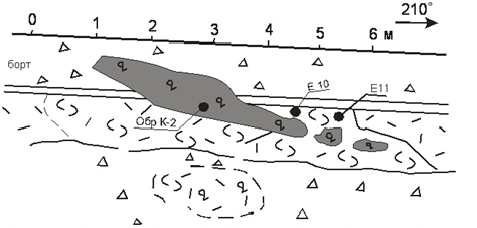 210°
0 1 2 3 4 5 6 м
борт
Е 10
Е11
Обр К-2
q q q q q q q
q q q